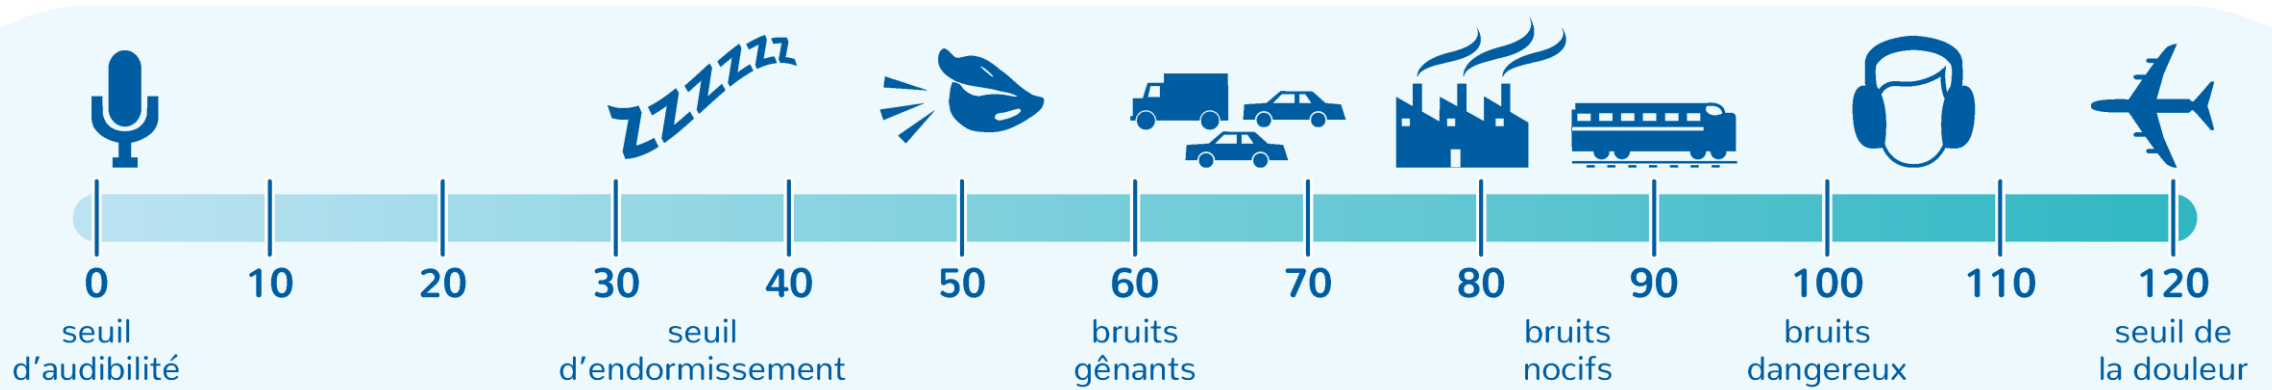 0 10 20 30 40 50 60 70 80 90 100 110 120
seuil
d’audibilité
seuil
d’endormissement
bruits
gênants
bruits
nocifs
bruits
dangereux
seuil de
la douleur